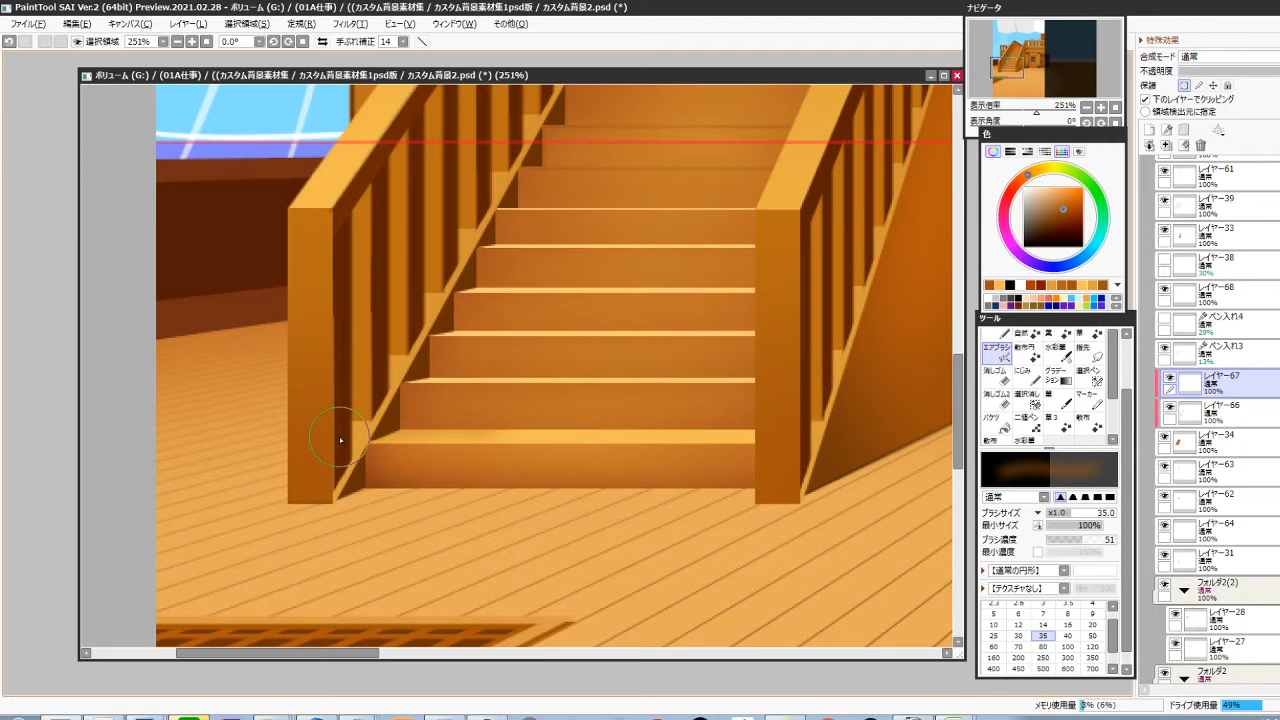 PaintTool SAI Ver.2 (64bit) Preview.2021.02.28 - ボリューム (G:) / (01A仕事) / ((カスタム背景素材集 / カスタム背景素材集1psd版 / カスタム背景2.psd (*)
ファイル(F) 編集(E) キャンバス(C) レイヤー(L) 選択領域(S) 定規(R) フィルタ(T) ビュー(V) ウィンドウ(W) その他(O)
選択領域 251% 0.0° 手ぶれ補正 14
ボリューム (G:) / (01A仕事) / ((カスタム背景素材集 / カスタム背景素材集1psd版 / カスタム背景2.psd (*) (251%)
ナビゲータ
表示倍率 251%
表示角度 0°
色
ツール
自然 葉 草
エアブラシ 散布円 水彩筆 指先
消しゴム にじみ グラデーション 選択ペン
消しゴム2 選択消し 筆 マーカー
バケツ 二値ペン 草3 散布
散布 水彩筆
通常
ブラシサイズ x1.0 35.0
最小サイズ 100%
ブラシ濃度 51
最小濃度 100%
【通常の円形】
【テクスチャなし】
2.3 2.6 3 3.5 4
5 6 7 8 9
10 12 14 16 20
25 30 35 40 50
60 70 80 100 120
160 200 250 300 350
400 450 500 600 700
特殊効果
合成モード 通常
不透明度
保護
下のレイヤーでクリッピング
領域検出元に指定
100%
レイヤー61
通常
100%
レイヤー39
通常
100%
レイヤー33
通常
100%
レイヤー38
通常
30%
レイヤー68
通常
100%
ペン入れ4
通常
29%
ペン入れ3
通常
13%
レイヤー67
通常
100%
レイヤー66
通常
100%
レイヤー34
通常
100%
レイヤー63
通常
100%
レイヤー62
通常
100%
レイヤー64
通常
100%
レイヤー31
通常
100%
フォルダ2(2)
通常
100%
レイヤー28
通常
100%
レイヤー27
通常
100%
フォルダ2
通常
メモリ使用量 3% (6%) ドライブ使用量 49%